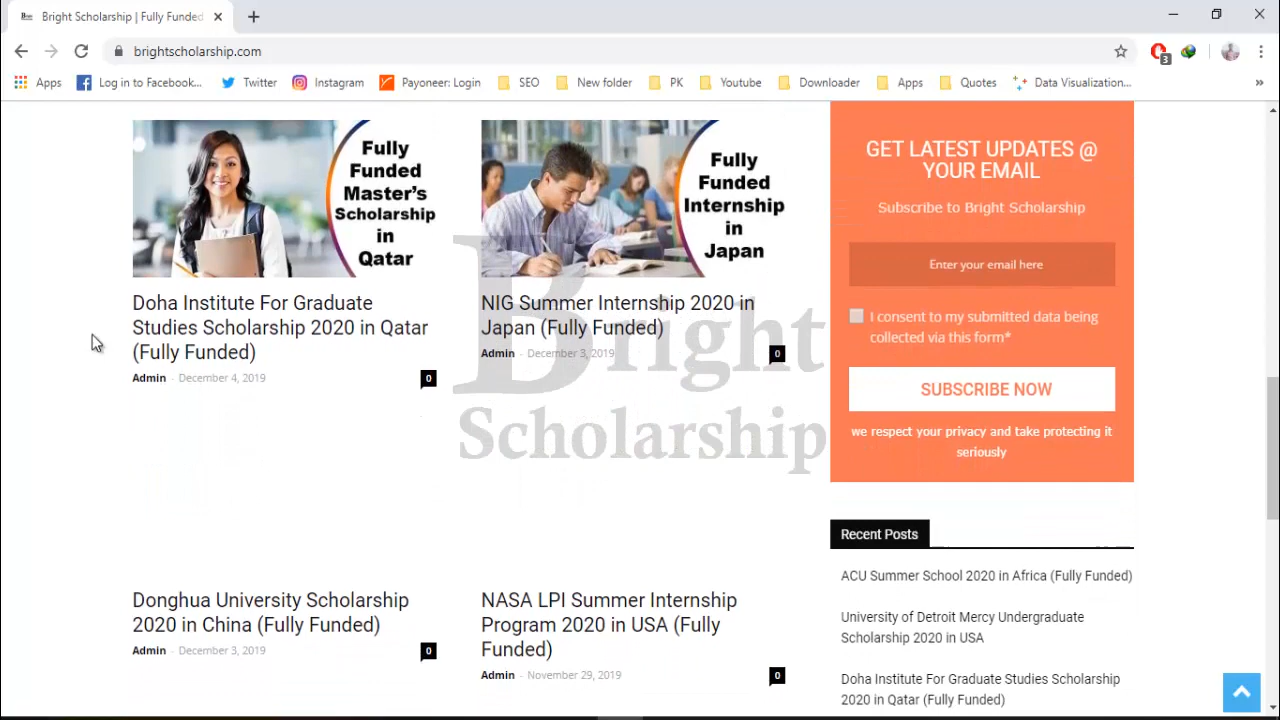 Bright Scholarship | Fully Funded
brightscholarship.com
3
Apps
Log in to Facebook...
Twitter
Instagram
Payoneer: Login
SEO
New folder
PK
Youtube
Downloader
Apps
Quotes
Data Visualization...
»
Fully
Funded
Master's
Scholarship
in
Qatar
Doha Institute For Graduate
Studies Scholarship 2020 in Qatar
(Fully Funded)
Admin - December 4, 2019
0
Fully
Funded
Internship
in
Japan
NIG Summer Internship 2020 in
Japan (Fully Funded)
Admin - December 3, 2019
0
Bright
Scholarship
Donghua University Scholarship
2020 in China (Fully Funded)
Admin - December 3, 2019
0
NASA LPI Summer Internship
Program 2020 in USA (Fully
Funded)
Admin - November 29, 2019
0
GET LATEST UPDATES @
YOUR EMAIL
Subscribe to Bright Scholarship
Enter your email here
I consent to my submitted data being
collected via this form*
SUBSCRIBE NOW
we respect your privacy and take protecting it
seriously
Recent Posts
ACU Summer School 2020 in Africa (Fully Funded)
University of Detroit Mercy Undergraduate
Scholarship 2020 in USA
Doha Institute For Graduate Studies Scholarship
2020 in Qatar (Fully Funded)